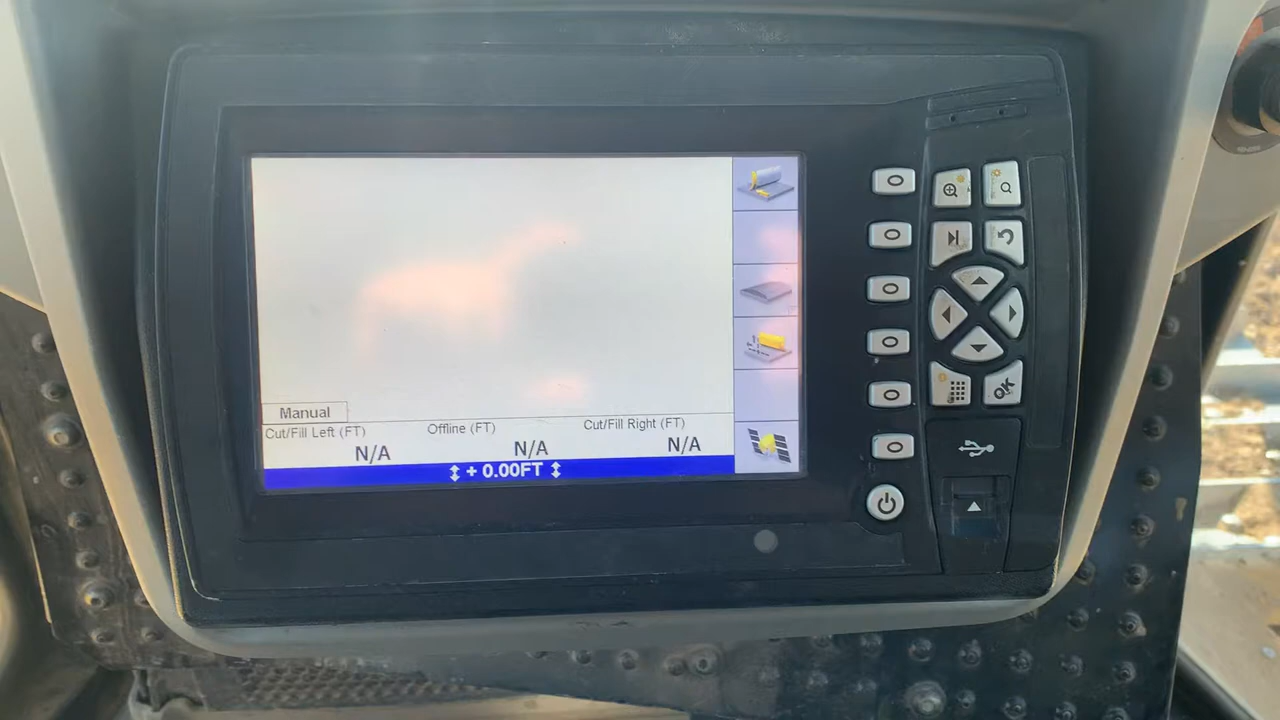 Manual
Cut/Fill Left (FT)
Offline (FT)
Cut/Fill Right (FT)
N/A
N/A
N/A
+ 0.00FT
OK